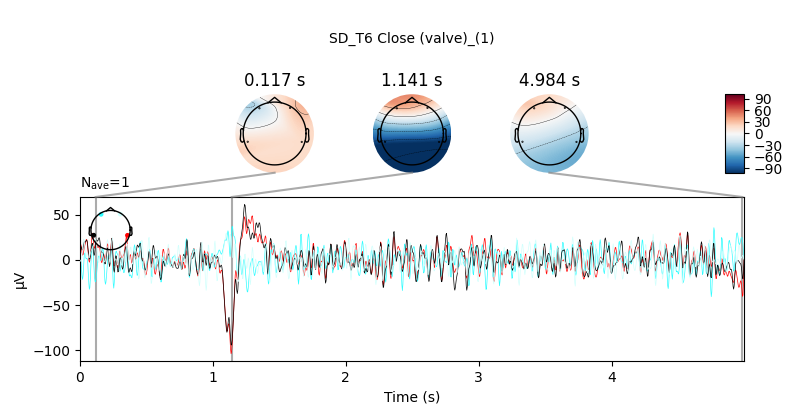 SD_T6 Close (valve)_(1)
0.117 s
1.141 s
4.984 s
90
60
30
0
−30
−60
−90
Nave=1
50
0
−50
−100
µV
0
1
2
3
4
Time (s)